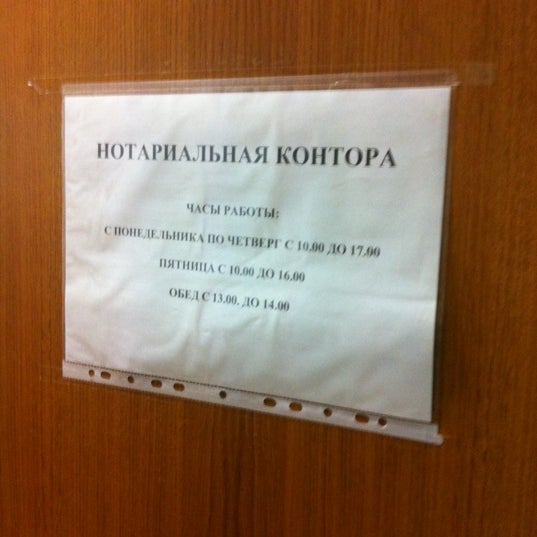 НОТАРИАЛЬНАЯ КОНТОРА
ЧАСЫ РАБОТЫ:
С ПОНЕДЕЛЬНИКА ПО ЧЕТВЕРГ С 10.00 ДО 17.00
ПЯТНИЦА С 10.00 ДО 16.00
ОБЕД С 13.00. ДО 14.00